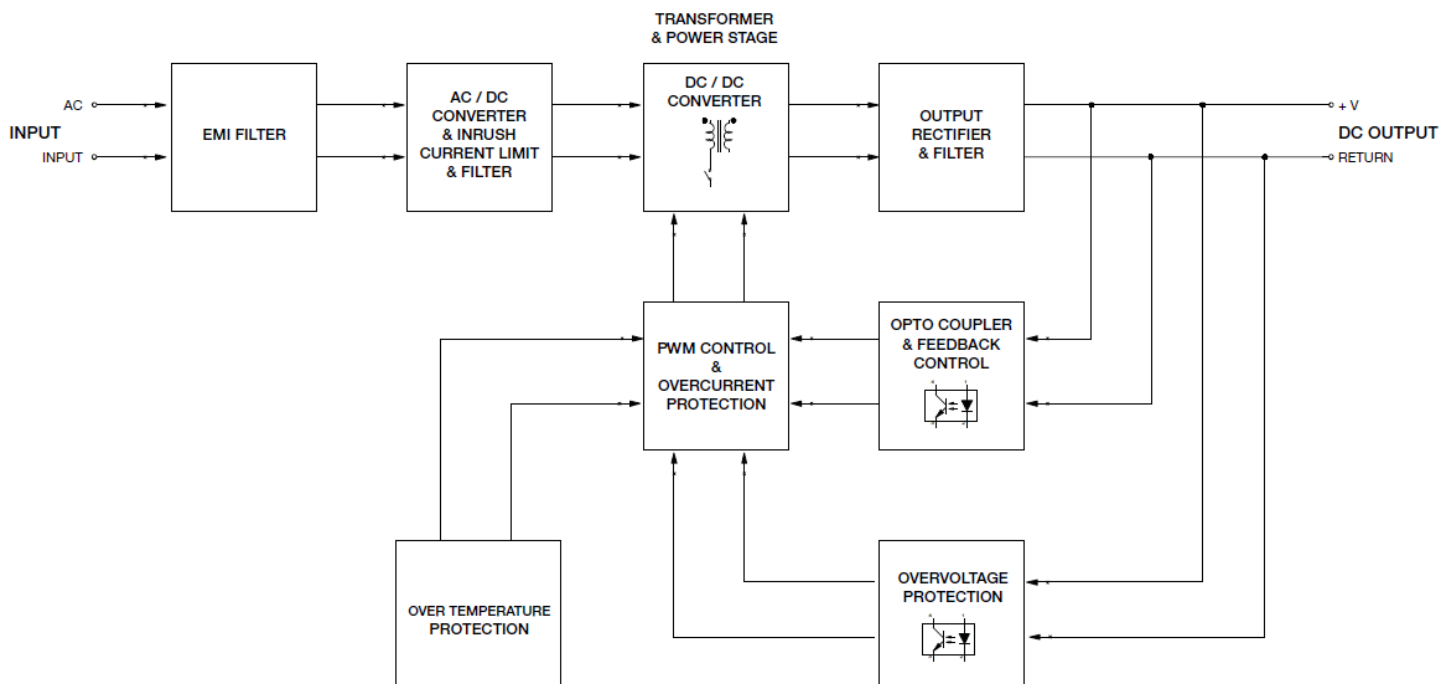 TRANSFORMER
& POWER STAGE
AC
INPUT
INPUT
EMI FILTER
AC / DC
CONVERTER
& INRUSH
CURRENT LIMIT
& FILTER
DC / DC
CONVERTER
OUTPUT
RECTIFIER
& FILTER
+ V
DC OUTPUT
RETURN
PWM CONTROL
&
OVERCURRENT
PROTECTION
OPTO COUPLER
& FEEDBACK
CONTROL
OVER TEMPERATURE
PROTECTION
OVERVOLTAGE
PROTECTION